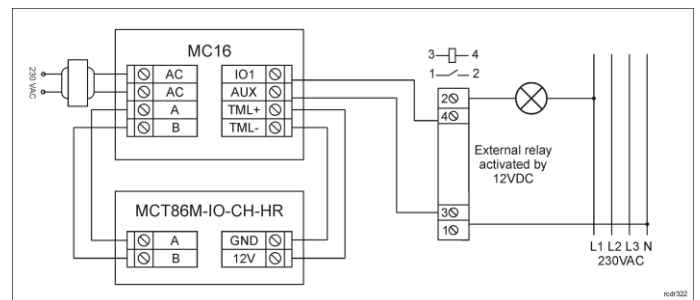 MC16
230 VAC
AC IO1
AC AUX
A TML+
B TML-
3 4
1 2
2
4
External relay
activated by
12VDC
3
1
MCT86M-IO-CH-HR
A GND
B 12V
L1 L2 L3 N
230VAC
rcdr322